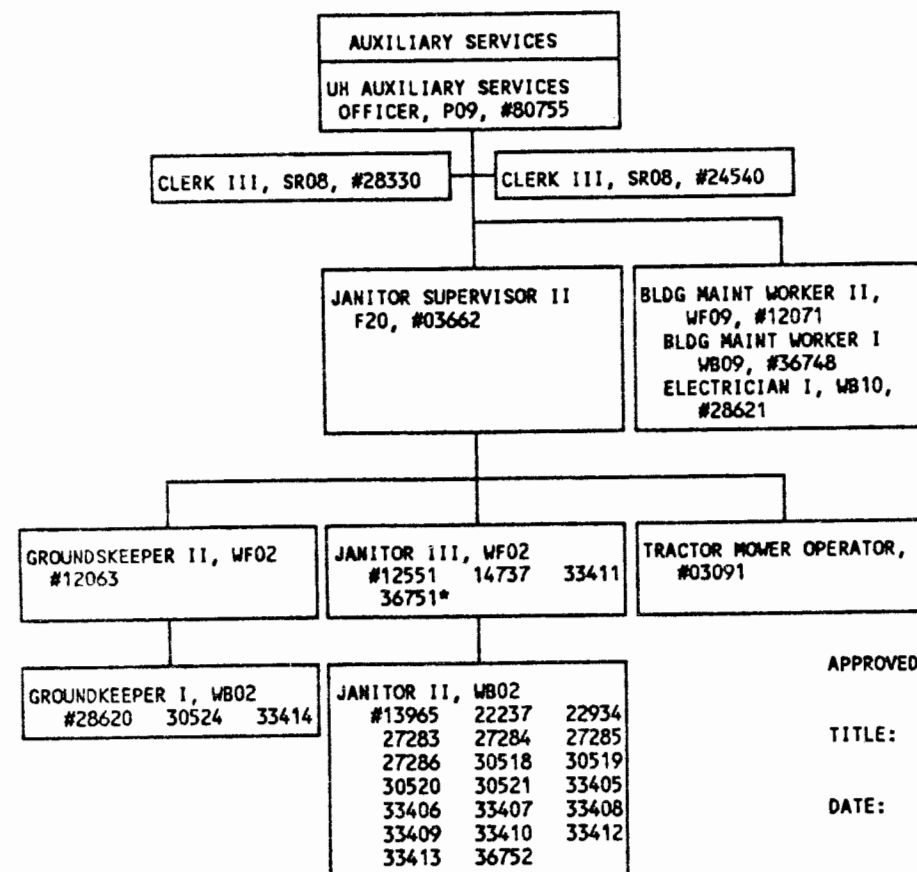 AUXILIARY SERVICES
UH AUXILIARY SERVICES
OFFICER, P09, #80755
CLERK III, SR08, #28330
CLERK III, SR08, #24540
JANITOR SUPERVISOR II
F20, #03662
BLDG MAINT WORKER II,
WF09, #12071
BLDG MAINT WORKER I
WB09, #36748
ELECTRICIAN I, WB10,
#28621
GROUNDSKEEPER II, WF02
#12063
JANITOR III, WF02
#12551 14737 33411
36751*
TRACTOR MOWER OPERATOR,
#03091
GROUNDKEEPER I, WB02
#28620 30524 33414
JANITOR II, WB02
#13965 22237 22934
27283 27284 27285
27286 30518 30519
30520 30521 33405
33406 33407 33408
33409 33410 33412
33413 36752
APPROVED
TITLE:
DATE: